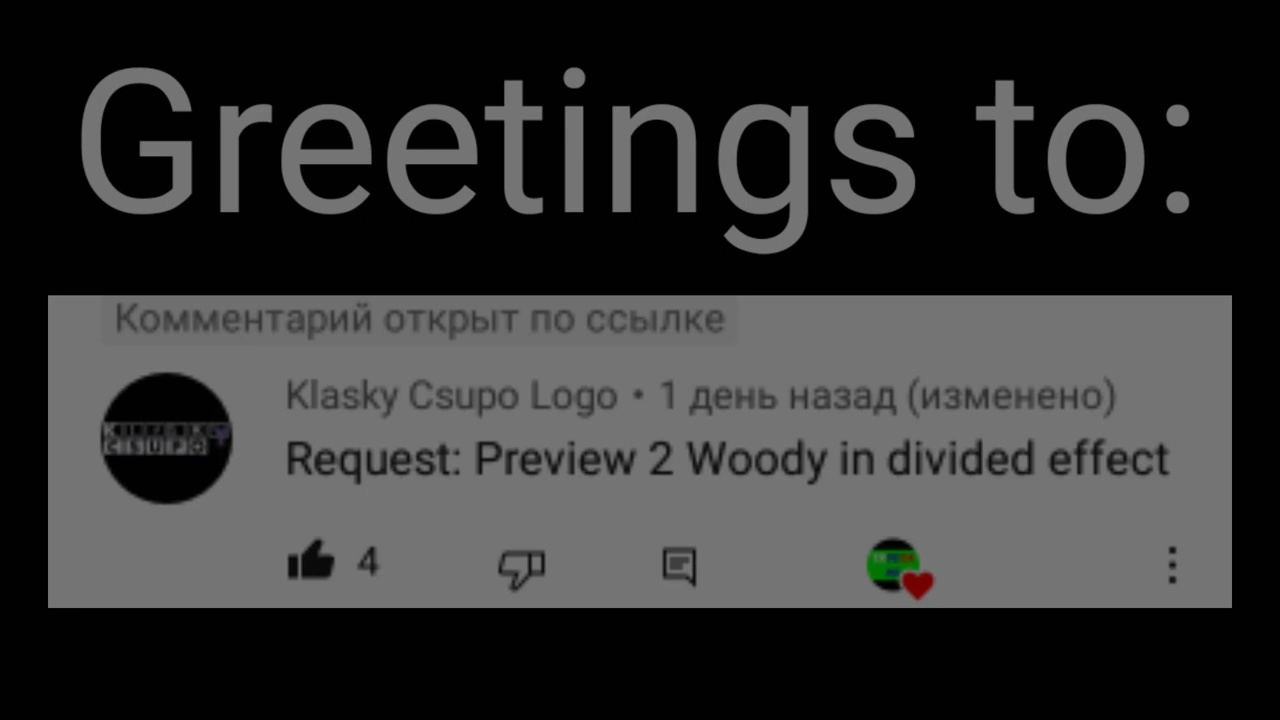 Greetings to:
Комментарий открыт по ссылке
Klasky Csupo Logo • 1 день назад (изменено)
Request: Preview 2 Woody in divided effect
4